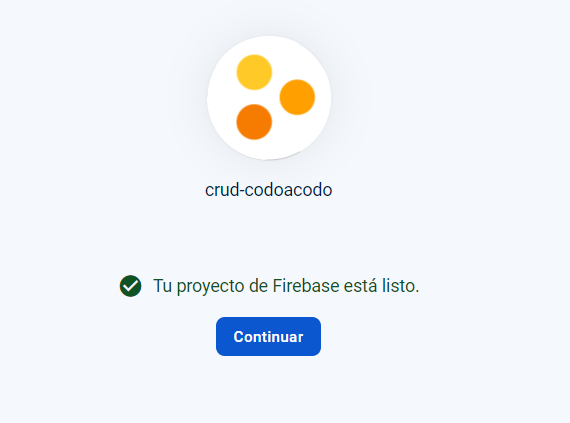 crud-codoacodo
Tu proyecto de Firebase está listo.
Continuar